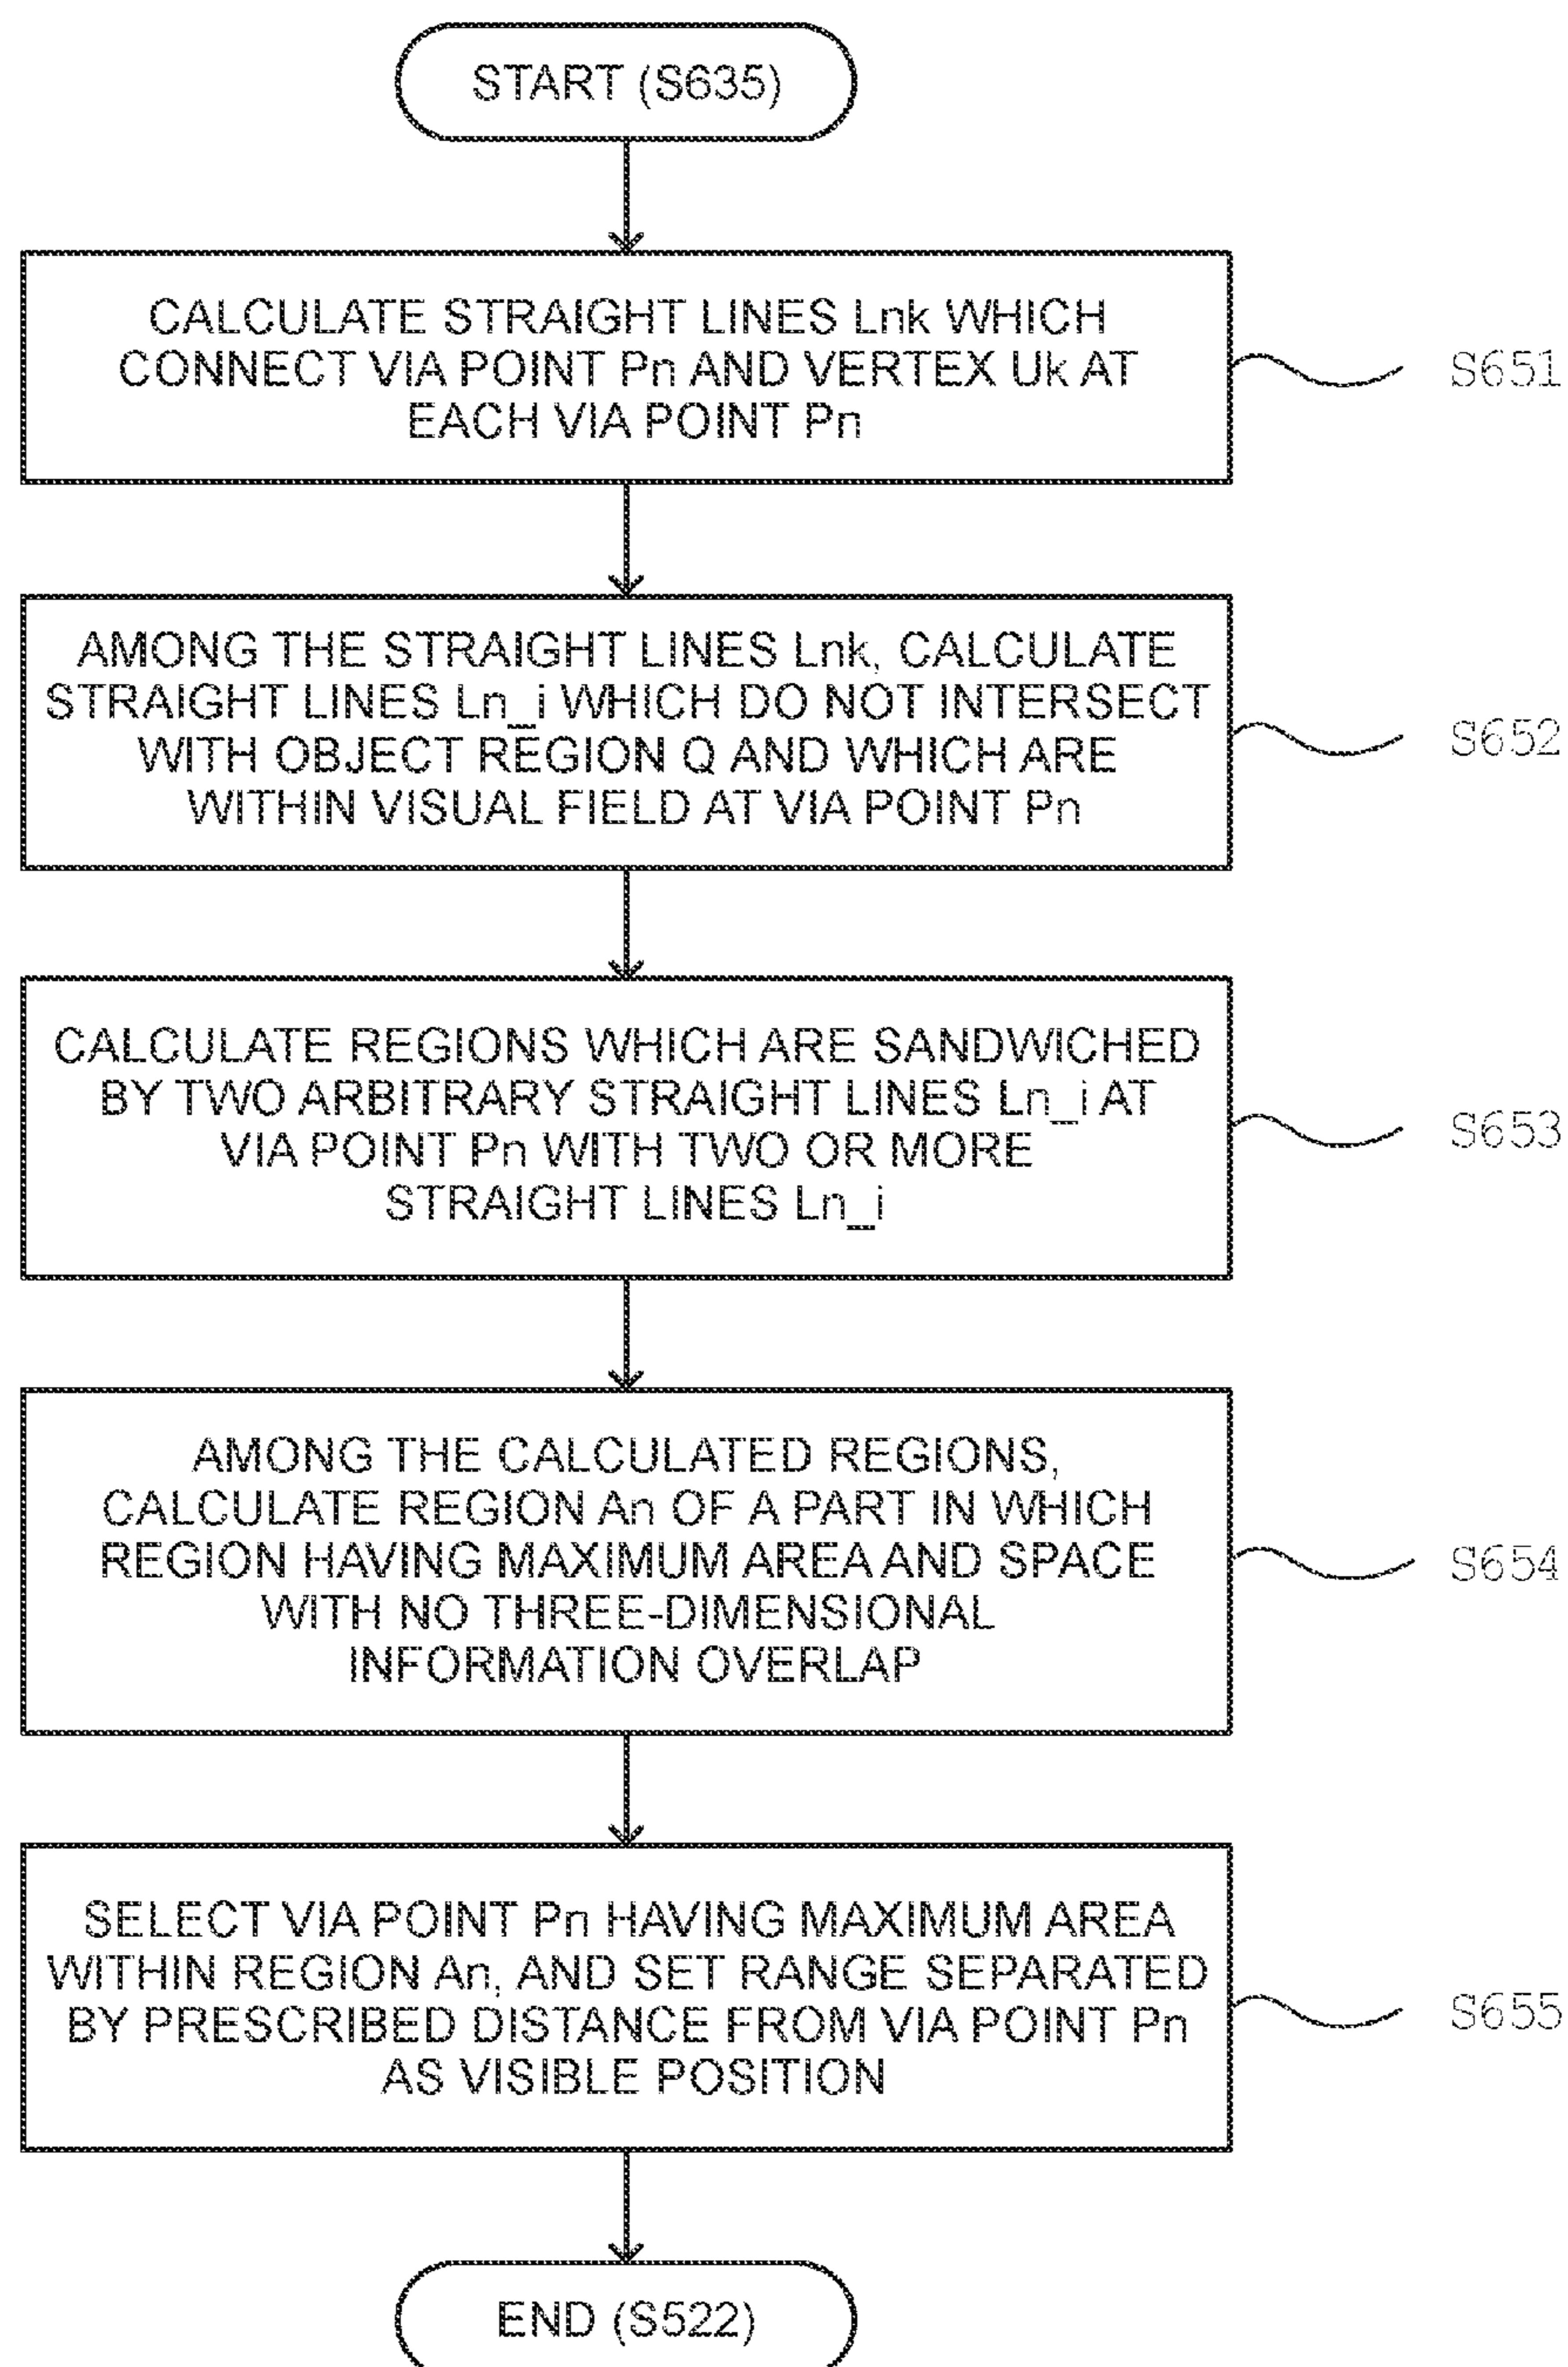 START (S635)
CALCULATE STRAIGHT LINES Lnk WHICH
CONNECT VIA POINT Pn AND VERTEX Uk AT
EACH VIA POINT Pn
S651
AMONG THE STRAIGHT LINES Lnk, CALCULATE
STRAIGHT LINES Ln_i WHICH DO NOT INTERSECT
WITH OBJECT REGION Q AND WHICH ARE
WITHIN VISUAL FIELD AT VIA POINT Pn
S652
CALCULATE REGIONS WHICH ARE SANDWICHED
BY TWO ARBITRARY STRAIGHT LINES Ln_i AT
VIA POINT Pn WITH TWO OR MORE
STRAIGHT LINES Ln_i
S653
AMONG THE CALCULATED REGIONS,
CALCULATE REGION An OF A PART IN WHICH
REGION HAVING MAXIMUM AREA AND SPACE
WITH NO THREE-DIMENSIONAL
INFORMATION OVERLAP
S654
SELECT VIA POINT Pn HAVING MAXIMUM AREA
WITHIN REGION An, AND SET RANGE SEPARATED
BY PRESCRIBED DISTANCE FROM VIA POINT Pn
AS VISIBLE POSITION
S655
END (S522)